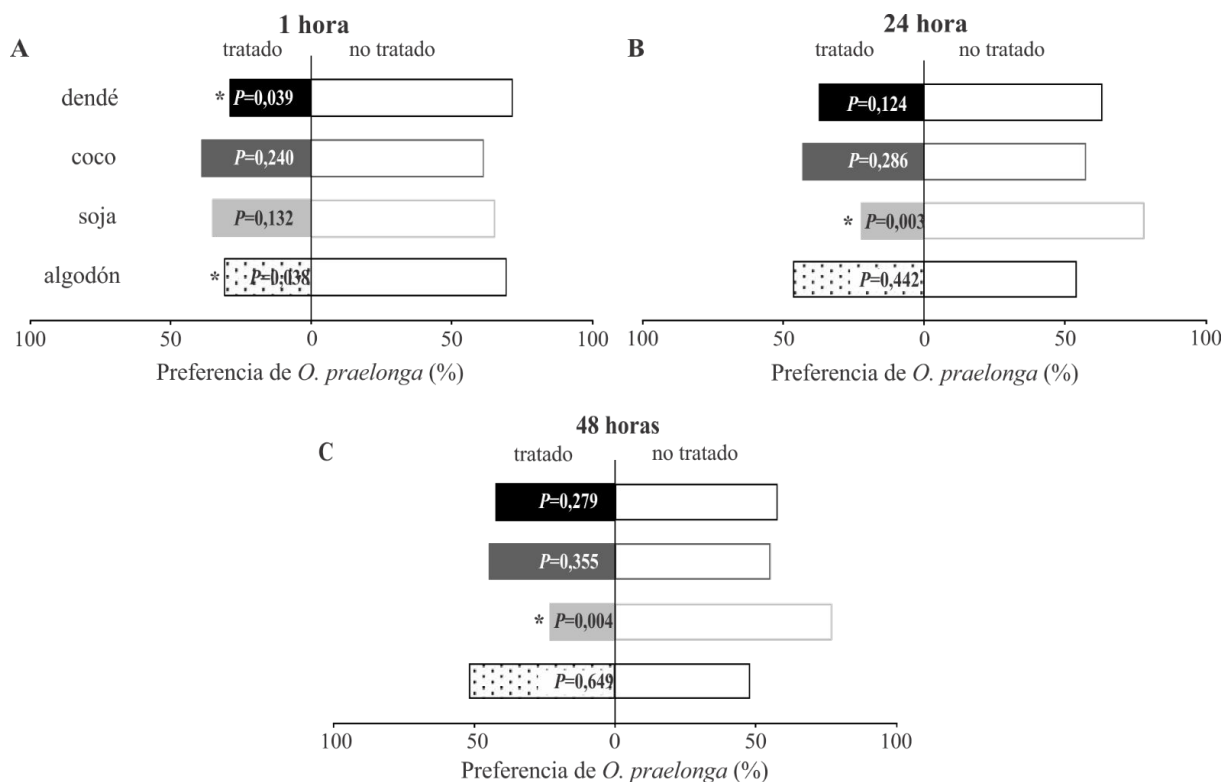 1 hora
A
tratado no tratado
dendé
* P=0,039
coco
P=0,240
soja
P=0,132
algodón
* P=0,038
100 50 0 50 100
Preferencia de O. praelonga (%)
24 hora
B
tratado no tratado
P=0,124
P=0,286
* P=0,003
P=0,442
100 50 0 50 100
Preferencia de O. praelonga (%)
48 horas
C
tratado no tratado
P=0,279
P=0,355
* P=0,004
P=0,649
100 50 0 50 100
Preferencia de O. praelonga (%)